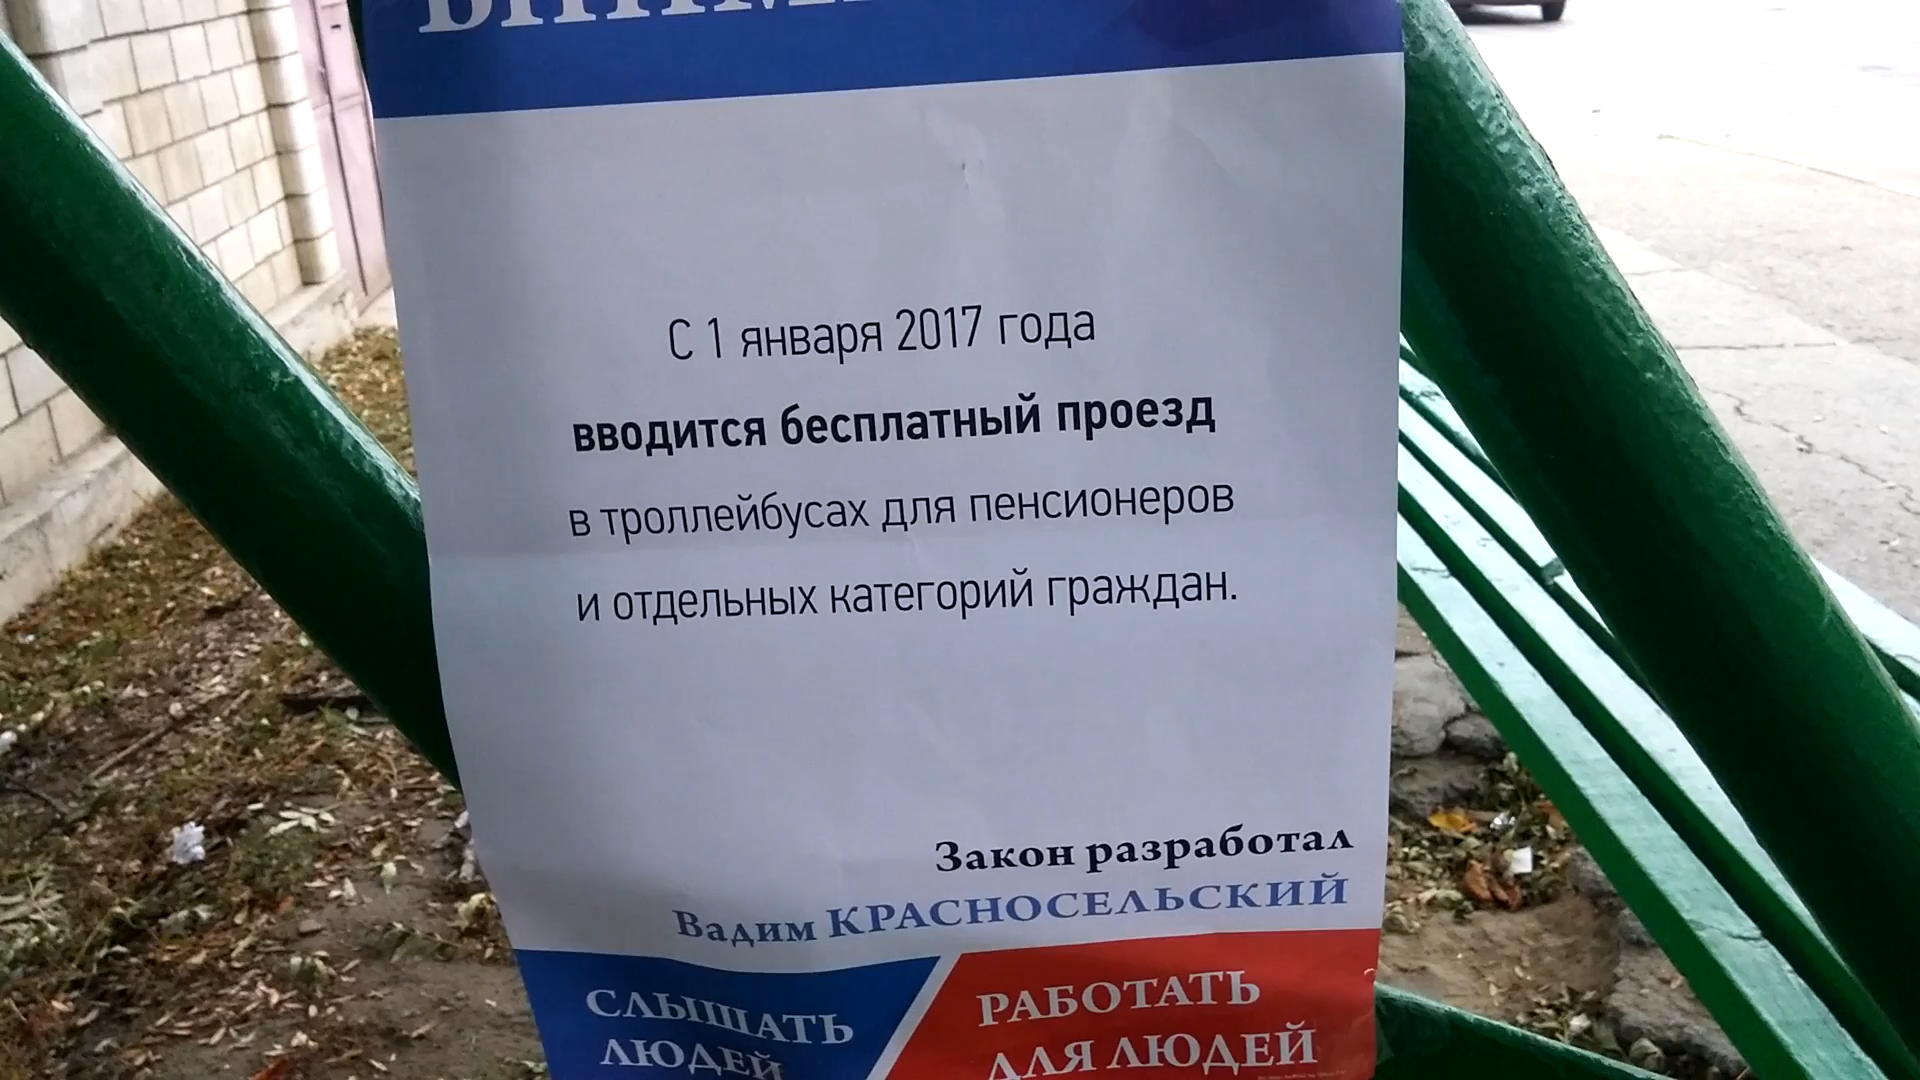 С 1 января 2017 года
вводится бесплатный проезд
в троллейбусах для пенсионеров
и отдельных категорий граждан.
Закон разработал
Вадим КРАСНОСЕЛЬСКИЙ
СЛЫШАТЬ
ЛЮДЕЙ
РАБОТАТЬ
ДЛЯ ЛЮДЕЙ